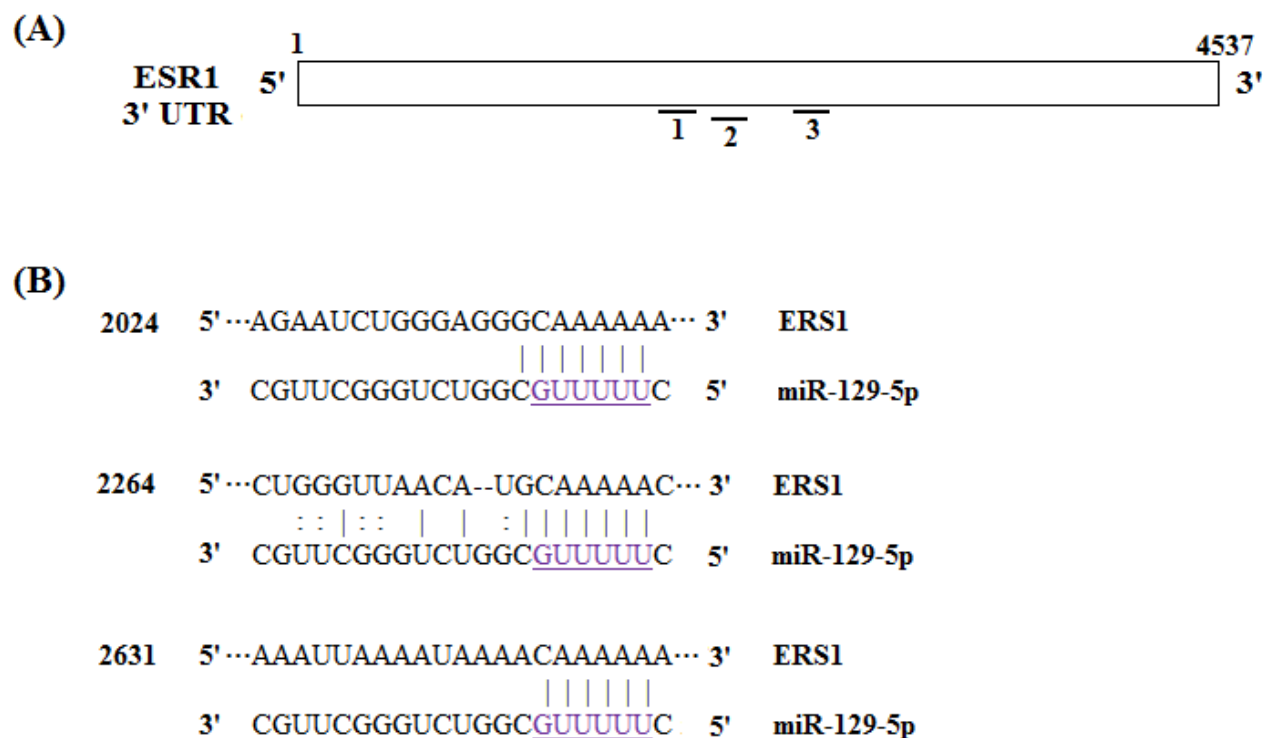 (A)
1 4537
ESR1 5' 3'
3' UTR
1 2 3
(B)
2024 5'···AGAAUCUGGGAGGGCAAAAAA··· 3' ERS1
3' CGUUCGGGUCUGGCGUUUUUC 5' miR-129-5p
2264 5'···CUGGGUUAACA--UGCAAAAAC··· 3' ERS1
3' CGUUCGGGUCUGGCGUUUUUC 5' miR-129-5p
2631 5'···AAAUUAAAAUAAAACAAAAAA··· 3' ERS1
3' CGUUCGGGUCUGGCGUUUUUC 5' miR-129-5p